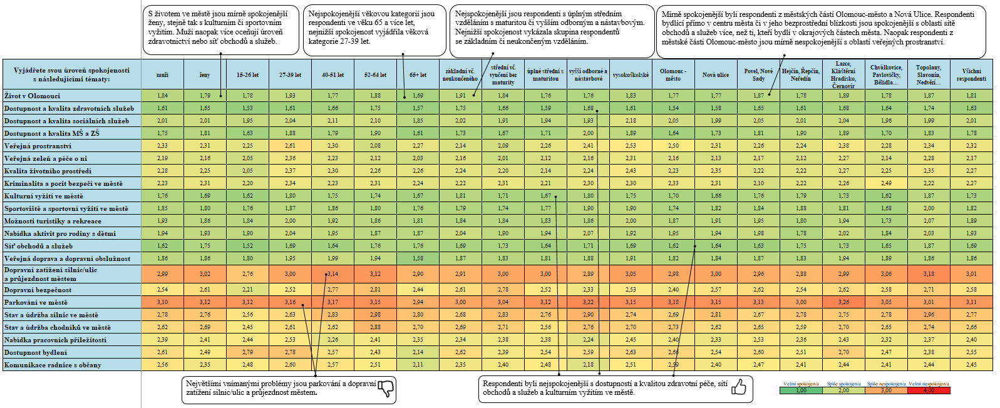 S životem ve městě jsou mírně spokojenější
ženy, stejně tak s kulturním či sportovním
vyžitím. Muži naopak více oceňují úroveň
zdravotnictví nebo síť obchodů a služeb.
Nejspokojenější věkovou kategorií jsou
respondenti ve věku 65 a více let,
nejnižší spokojenost vyjádřila věková
kategorie 27-39 let.
Nejspokojenější jsou respondenti s úplným středním
vzděláním s maturitou či vyšším odborným a nástavbovým.
Nejnižší spokojenost vykázala skupina respondentů
se základním či neukončeným vzděláním.
Mírně spokojenější byli respondenti z městských částí Olomouc-město a Nová Ulice. Respondenti
bydlící přímo v centru města či v jeho bezprostřední blízkosti jsou spokojenější s oblastí sítě
obchodů a služeb více, než ti, kteří bydlí v okrajových částech města. Naopak respondenti z
městské části Olomouc-město jsou mírně nespokojenější s oblastí veřejných prostranství.
Vyjádřete svou úroveň spokojenosti
s následujícími tématy:
muži
ženy
15-26 let
27-39 let
40-51 let
52-64 let
65+ let
základní vč.
neukončeného
střední vč.
vyučení bez
maturity
úplné střední s
maturitou
vyšší odborné a
nástavbové
vysokoškolské
Olomouc -
město
Nová ulice
Povel, Nové
Sady
Hejčín, Řepčín,
Neředín
Lazce,
Klášterní
Hradisko,
Černovír
Chválkovice,
Pavlovičky,
Bělidla...
Topolany,
Slavonín,
Nedvězí...
Všichni
respondenti
Život v Olomouci 1,84 1,79 1,78 1,93 1,77 1,88 1,69 1,91 1,84 1,76 1,76 1,83 1,77 1,77 1,87 1,78 1,89 1,78 1,87 1,81
Dostupnost a kvalita zdravotních služeb 1,61 1,65 1,53 1,61 1,66 1,75 1,57 1,75 1,66 1,59 1,68 1,61 1,54 1,58 1,65 1,61 1,68 1,64 1,74 1,63
Dostupnost a kvalita sociálních služeb 2,01 2,01 1,95 2,04 2,11 2,10 1,85 2,02 1,91 1,94 1,93 2,18 2,05 1,99 2,05 2,01 2,04 1,96 1,99 2,01
Dostupnost a kvalita MŠ a ZŠ 1,75 1,81 1,63 1,88 1,79 1,90 1,61 1,73 1,67 1,71 2,00 1,89 1,64 1,73 1,81 1,90 1,89 1,70 1,83 1,78
Veřejná prostranství 2,33 2,31 2,25 2,61 2,30 2,08 2,27 2,14 2,09 2,26 2,41 2,53 2,50 2,31 2,26 2,24 2,38 2,28 2,34 2,32
Veřejná zeleň a péče o ni 2,19 2,16 2,05 2,36 2,23 2,12 2,03 2,16 2,01 2,12 2,16 2,31 2,16 2,13 2,17 2,12 2,27 2,14 2,28 2,17
Kvalita životního prostředí 2,28 2,25 2,05 2,37 2,30 2,26 2,26 2,24 2,20 2,14 2,24 2,43 2,23 2,35 2,22 2,22 2,27 2,25 2,35 2,27
Kriminalita a pocit bezpečí ve městě 2,23 2,31 2,20 2,34 2,23 2,31 2,24 2,22 2,31 2,21 2,30 2,30 2,33 2,31 2,10 2,22 2,26 2,49 2,22 2,27
Kulturní vyžití ve městě 1,76 1,69 1,62 1,80 1,75 1,74 1,67 1,81 1,71 1,67 1,80 1,75 1,70 1,66 1,76 1,79 1,73 1,62 1,87 1,73
Sportoviště a sportovní vyžití ve městě 1,85 1,80 1,76 1,87 1,86 1,80 1,76 1,79 1,74 1,77 1,90 1,90 1,74 1,82 1,84 1,88 1,81 1,68 2,00 1,82
Možnosti turistiky a rekreace 1,93 1,86 1,84 2,00 1,92 1,86 1,81 1,84 1,84 1,83 1,86 2,00 1,87 1,91 1,95 1,80 1,94 1,73 2,07 1,89
Nabídka aktivit pro rodiny s dětmi 1,94 1,93 1,90 2,04 1,95 1,87 1,87 2,04 1,90 1,94 2,07 1,92 1,95 1,94 1,98 1,78 2,02 1,84 2,03 1,93
Síť obchodů a služeb 1,62 1,75 1,52 1,69 1,64 1,76 1,75 1,69 1,73 1,64 1,71 1,69 1,62 1,64 1,63 1,75 1,73 1,65 1,87 1,69
Veřejná doprava a dopravní obslužnost 1,86 1,86 1,80 1,95 1,99 1,94 1,58 1,87 1,83 1,81 1,88 1,91 1,82 1,84 1,87 1,83 1,94 1,89 1,86 1,86
Dopravní zatížení silnic/ulic
a průjezdnost městem 2,99 3,02 2,76 3,00 3,14 3,12 2,90 2,91 3,00 3,00 2,89 3,05 2,98 3,00 2,96 2,88 2,99 3,06 3,18 3,01
Dopravní bezpečnost 2,54 2,61 2,21 2,52 2,77 2,81 2,44 2,61 2,78 2,52 2,33 2,53 2,40 2,57 2,62 2,54 2,62 2,58 2,71 2,58
Parkování ve městě 3,10 3,12 3,12 3,16 3,17 3,15 2,94 3,00 3,04 3,12 3,22 3,15 3,18 3,15 3,13 3,00 3,26 3,05 3,01 3,11
Stav a údržba silnic ve městě 2,78 2,76 2,56 2,63 2,83 2,98 2,80 2,68 2,83 2,76 2,90 2,74 2,69 2,81 2,67 2,78 2,75 2,78 2,96 2,77
Stav a údržba chodníků ve městě 2,62 2,69 2,45 2,61 2,62 2,88 2,70 2,69 2,71 2,56 2,76 2,70 2,73 2,62 2,65 2,59 2,70 2,65 2,74 2,66
Nabídka pracovních příležitostí 2,39 2,41 2,44 2,53 2,26 2,41 2,35 2,34 2,38 2,38 2,24 2,45 2,40 2,33 2,53 2,36 2,43 2,32 2,37 2,40
Dostupnost bydlení 2,61 2,49 2,79 2,78 2,57 2,43 2,14 2,62 2,39 2,54 2,59 2,63 2,66 2,54 2,60 2,51 2,70 2,47 2,38 2,55
Komunikace radnice s občany 2,56 2,35 2,48 2,60 2,57 2,51 2,11 2,35 2,40 2,48 2,18 2,51 2,59 2,40 2,47 2,41 2,44 2,41 2,44 2,45
Největšími vnímanými problémy jsou parkování a dopravní
zatížení silnic/ulic a průjezdnost městem.
Respondenti byli nejspokojenější s dostupností a kvalitou zdravotní péče, sítí
obchodů a služeb a kulturním vyžitím ve městě.
Velmi spokojen/a Spíše spokojen/a Spíše nespokojen/a Velmi nespokojen/a
1,00 2,00 3,00 4,00